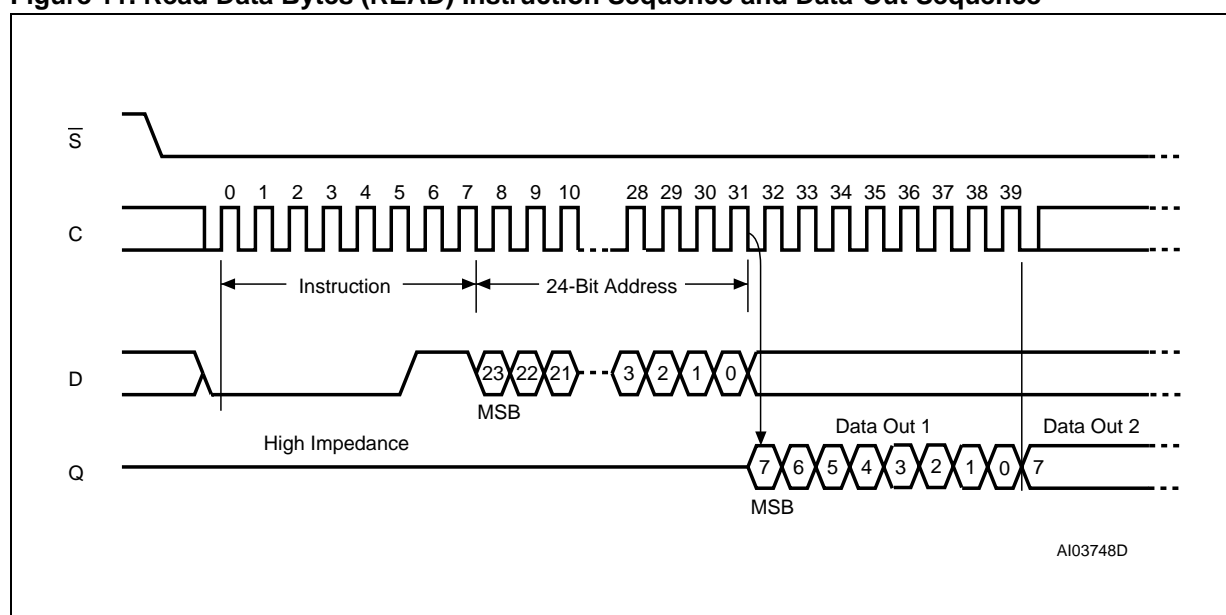 Figure 11. Read Data Bytes (READ) Instruction Sequence and Data-Out Sequence
S
0 1 2 3 4 5 6 7 8 9 10 28 29 30 31 32 33 34 35 36 37 38 39
C
Instruction 24-Bit Address
D 23 22 21 3 2 1 0
MSB
High Impedance Data Out 1 Data Out 2
Q 7 6 5 4 3 2 1 0 7
MSB
AI03748D